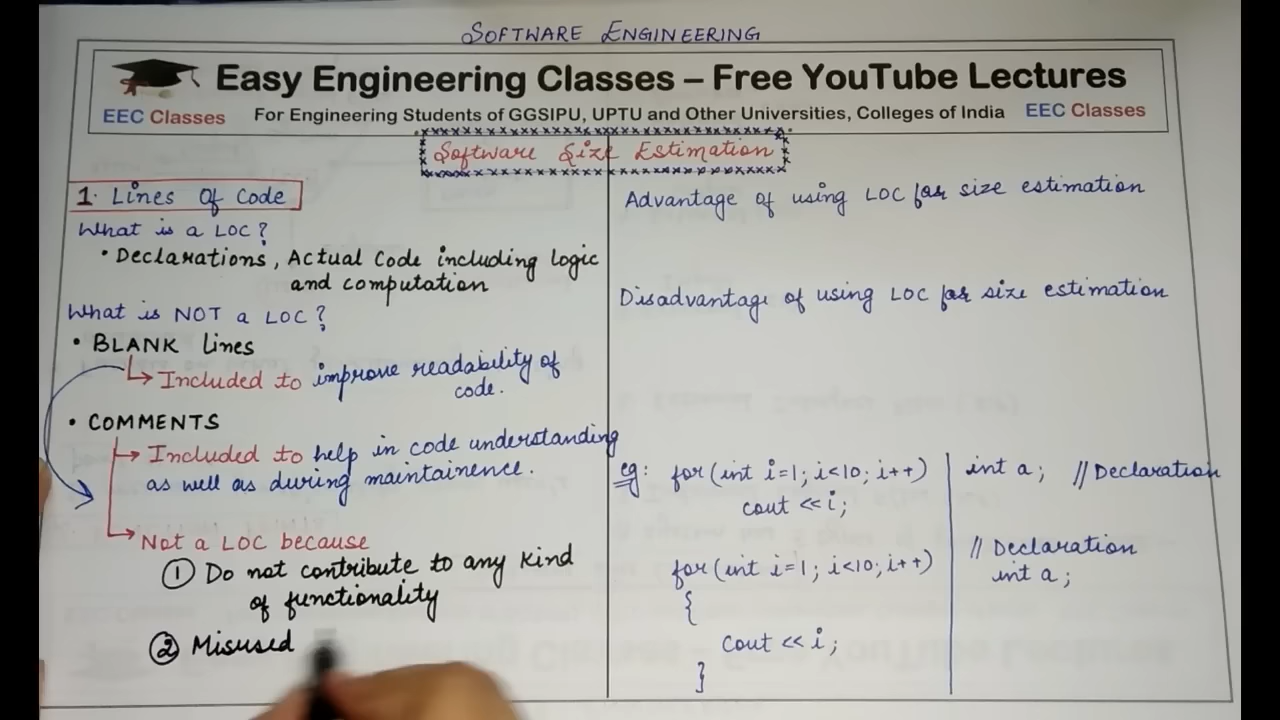 SOFTWARE ENGINEERING
Easy Engineering Classes – Free YouTube Lectures
EEC Classes For Engineering Students of GGSIPU, UPTU and Other Universities, Colleges of India EEC Classes
Software Size Estimation
1. Lines Of Code
What is a LOC?
• Declarations, Actual Code including logic
and computation
What is NOT a LOC?
• BLANK lines
Included to improve readability of
code.
• COMMENTS
Included to help in code understanding
as well as during maintainence.
Not a LOC because
1 Do not contribute to any kind
of functionality
2 Misused
Advantage of using LOC for size estimation
Disadvantage of using LOC for size estimation
eg: for(int i=1; i<10; i++)
cout <<i;
for(int i=1; i<10; i++)
{
cout <<i;
}
int a; // Declaration
// Declaration
int a;